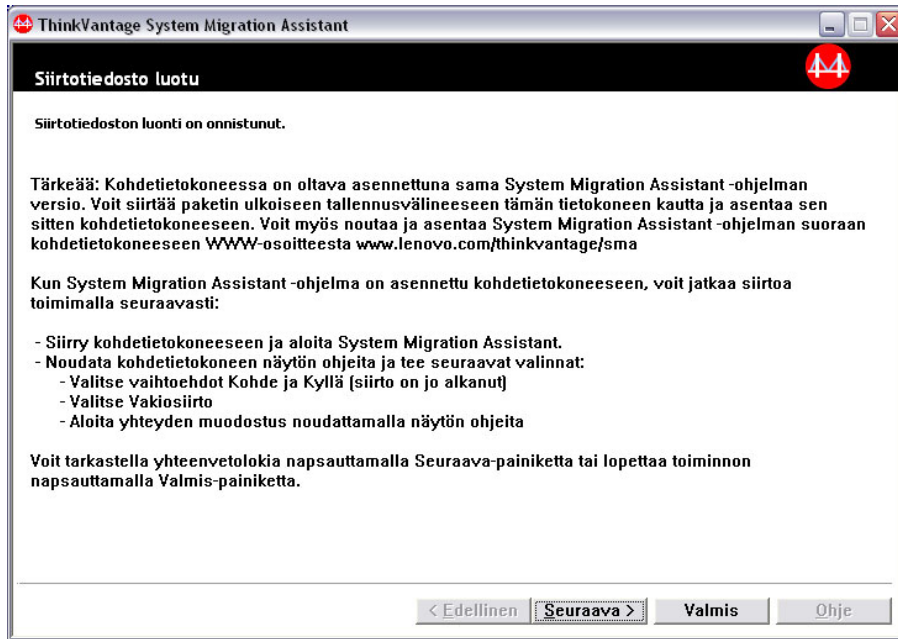 ThinkVantage System Migration Assistant
Siirtotiedosto luotu
Siirtotiedoston luonti on onnistunut.
Tärkeää: Kohdetietokoneessa on oltava asennettuna sama System Migration Assistant -ohjelman
versio. Voit siirtää paketin ulkoiseen tallennusvälineeseen tämän tietokoneen kautta ja asentaa sen
sitten kohdetietokoneeseen. Voit myös noutaa ja asentaa System Migration Assistant -ohjelman suoraan
kohdetietokoneeseen WWW-osoitteesta www.lenovo.com/thinkvantage/sma
Kun System Migration Assistant -ohjelma on asennettu kohdetietokoneeseen, voit jatkaa siirtoa
toimimalla seuraavasti:
- Siirry kohdetietokoneeseen ja aloita System Migration Assistant.
- Noudata kohdetietokoneen näytön ohjeita ja tee seuraavat valinnat:
- Valitse vaihtoehdot Kohde ja Kyllä (siirto on jo alkanut)
- Valitse Vakiosiirto
- Aloita yhteyden muodostus noudattamalla näytön ohjeita
Voit tarkastella yhteenvetolokia napsauttamalla Seuraava-painiketta tai lopettaa toiminnon
napsauttamalla Valmis-painiketta.
< Edellinen Seuraava > Valmis Ohje